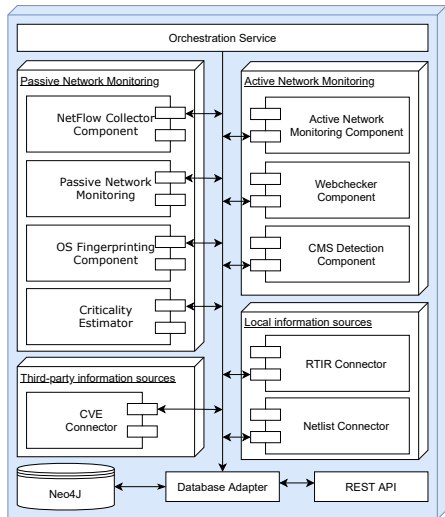 Orchestration Service
Passive Network Monitoring
NetFlow Collector
Component
Passive Network
Monitoring
OS Fingerprinting
Component
Criticality
Estimator
Active Network Monitoring
Active Network
Monitoring Component
Webchecker
Component
CMS Detection
Component
Third-party information sources
CVE
Connector
Local information sources
RTIR Connector
Netlist Connector
Neo4J
Database Adapter
REST API